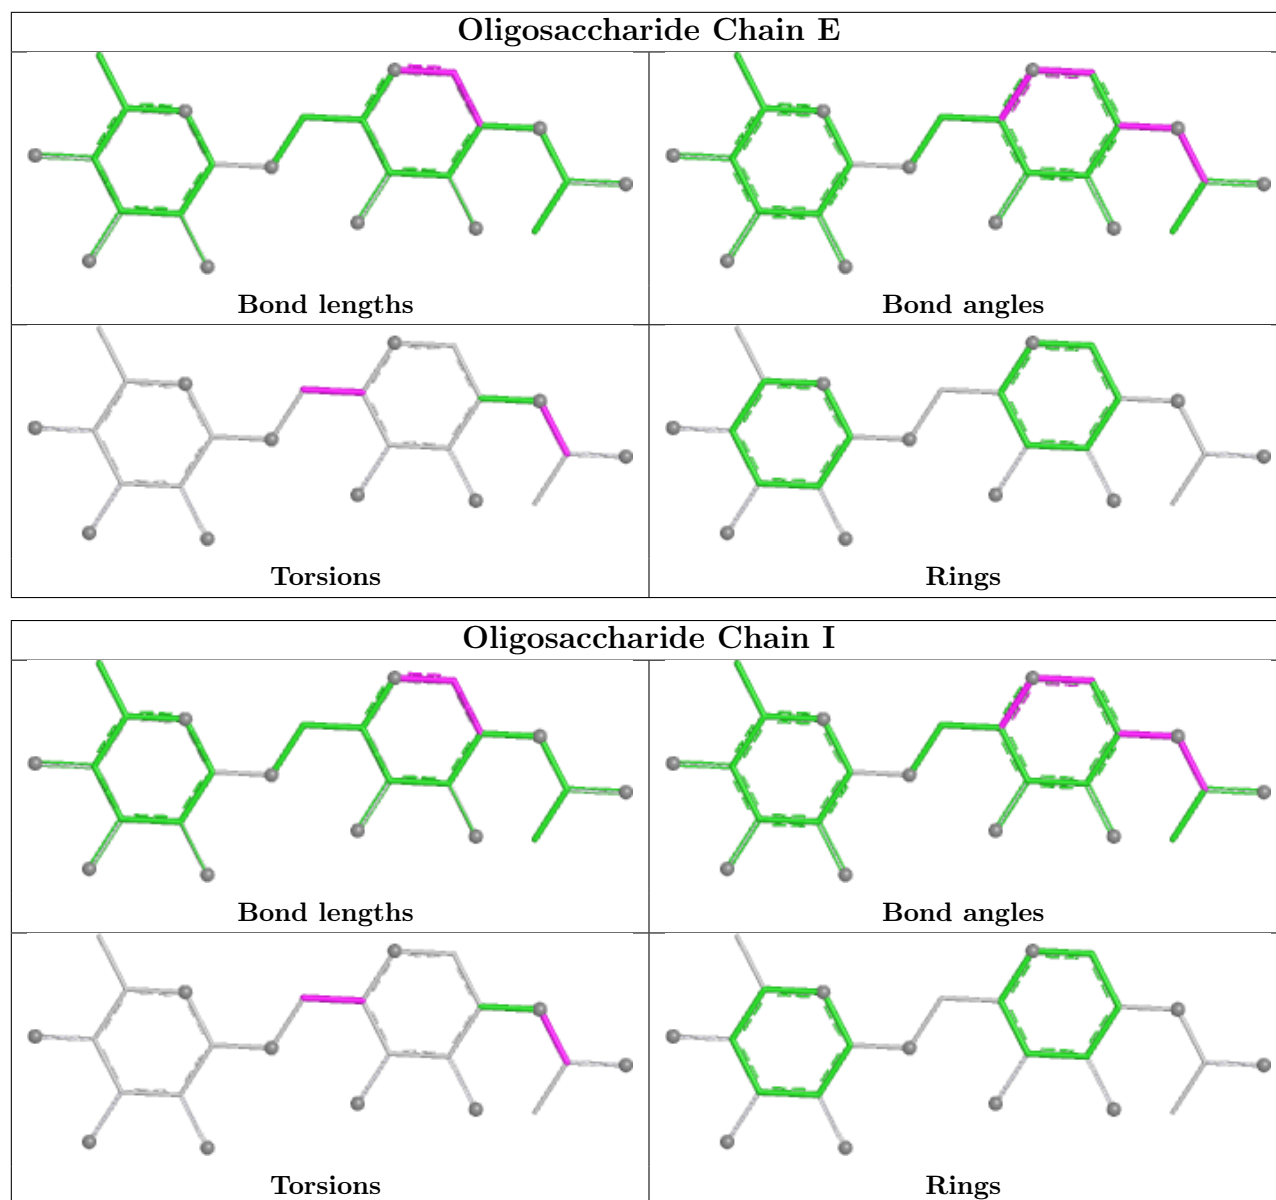 Oligosaccharide Chain E
Bond lengths
Bond angles
Torsions
Rings
Oligosaccharide Chain I
Bond lengths
Bond angles
Torsions
Rings